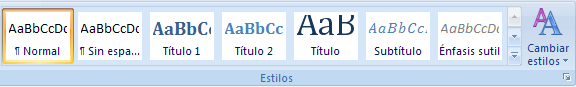 AaBbCcDc AaBbCcDc AaBbCc AaBbCc AaB AaBbCc. AaBbCcDc
¶ Normal ¶ Sin espa... Título 1 Título 2 Título Subtítulo Énfasis sutil
Cambiar
estilos
Estilos